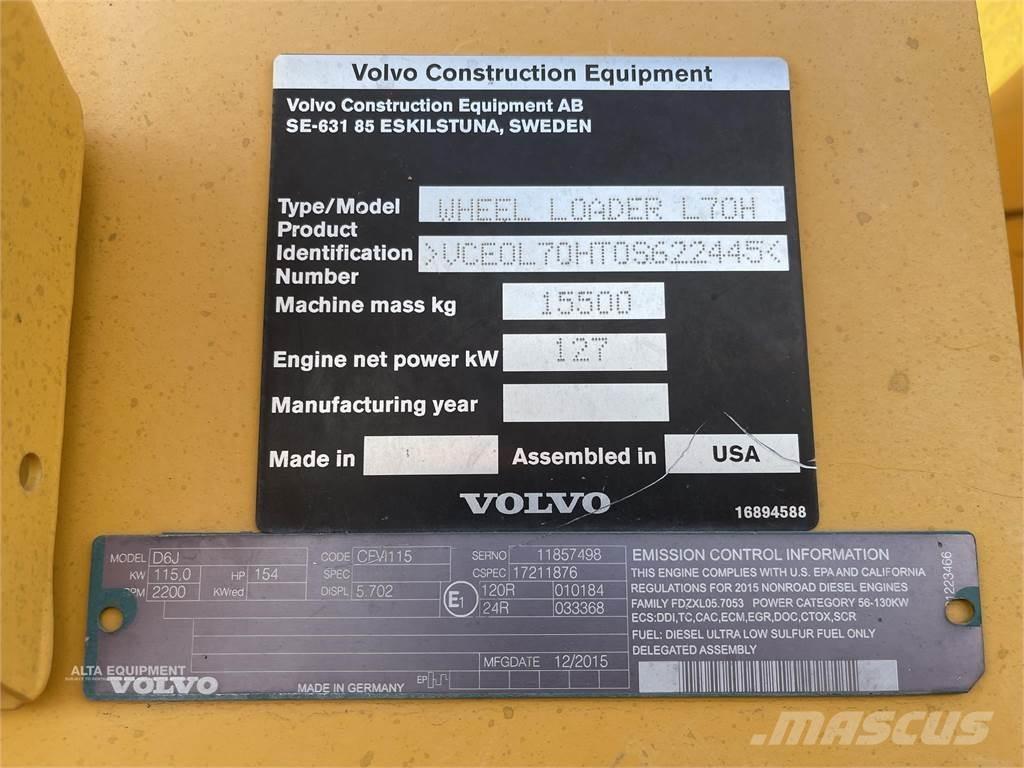 Volvo Construction Equipment
Volvo Construction Equipment AB
SE-631 85 ESKILSTUNA, SWEDEN
Type/Model WHEEL LOADER L70H
Product
Identification >VCE0L70HT0S622445<
Number
Machine mass kg 15500
Engine net power kW 127
Manufacturing year
Made in Assembled in USA
VOLVO
16894588
MODEL D6J CODE CFVI115 SERNO 11857498 EMISSION CONTROL INFORMATION
KW 115,0 HP 154 SPEC CSPEC 17211876 THIS ENGINE COMPLIES WITH U.S. EPA AND CALIFORNIA
RPM 2200 KWred DISPL 5.702 E1 120R 010184 REGULATIONS FOR 2015 NONROAD DIESEL ENGINES
24R 033368 FAMILY FDZXL05.7053 POWER CATEGORY 56-130KW
ECS:DDI,TC,CAC,ECM,EGR,DOC,CTOX,SCR
FUEL: DIESEL ULTRA LOW SULFUR FUEL ONLY
DELEGATED ASSEMBLY
MFGDATE 12/2015
EP
ALTA EQUIPMENT
VOLVO
MADE IN GERMANY
MASCUS